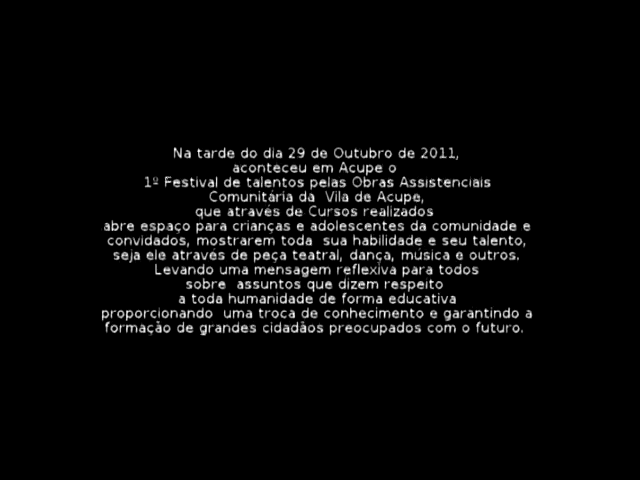 Na tarde do dia 29 de Outubro de 2011,
aconteceu em Acupe o
1º Festival de talentos pelas Obras Assistenciais
Comunitária da Vila de Acupe,
que através de Cursos realizados
abre espaço para crianças e adolescentes da comunidade e
convidados, mostrarem toda sua habilidade e seu talento,
seja ele através de peça teatral, dança, música e outros.
Levando uma mensagem reflexiva para todos
sobre assuntos que dizem respeito
a toda humanidade de forma educativa
proporcionando uma troca de conhecimento e garantindo a
formação de grandes cidadãos preocupados com o futuro.